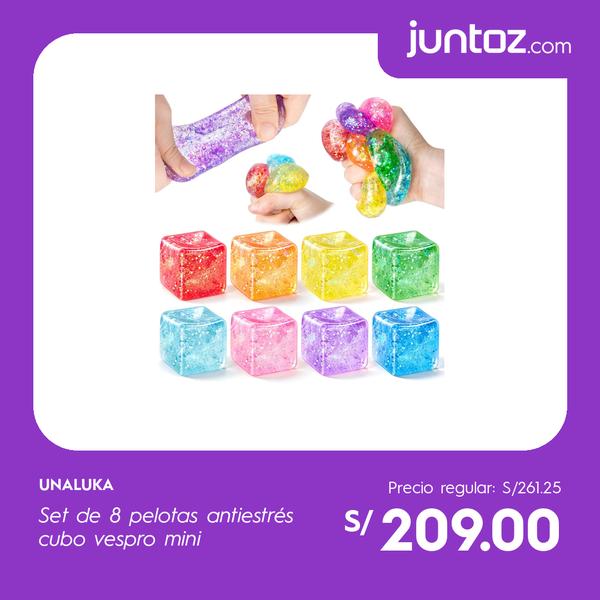 juntoz.com
UNALUKA
Set de 8 pelotas antiestrés
cubo vespro mini
Precio regular: S/261.25
S/ 209.00